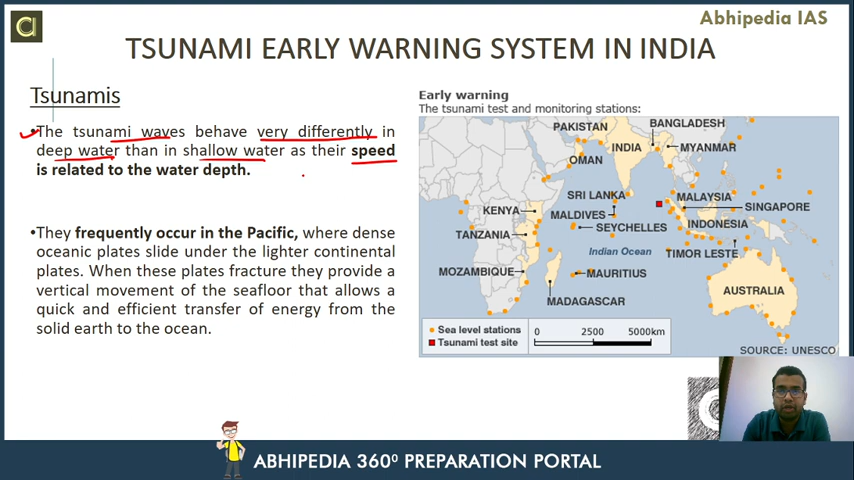 Abhipedia IAS
TSUNAMI EARLY WARNING SYSTEM IN INDIA
Tsunamis
•The tsunami waves behave very differently in
deep water than in shallow water as their speed
is related to the water depth.
•They frequently occur in the Pacific, where dense
oceanic plates slide under the lighter continental
plates. When these plates fracture they provide a
vertical movement of the seafloor that allows a
quick and efficient transfer of energy from the
solid earth to the ocean.
Early warning
The tsunami test and monitoring stations:
BANGLADESH
PAKISTAN
INDIA
MYANMAR
OMAN
SRI LANKA
MALAYSIA
SINGAPORE
KENYA
MALDIVES
SEYCHELLES
INDONESIA
TANZANIA
Indian Ocean
TIMOR LESTE
MOZAMBIQUE
MAURITIUS
AUSTRALIA
MADAGASCAR
Sea level stations
Tsunami test site
0 2500 5000km
SOURCE: UNESCO
ABHIPEDIA 360⁰ PREPARATION PORTAL